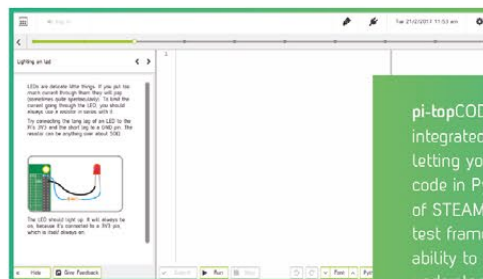 Tue 21/2/2017 11:53 am
Lighting an led
1
LEDs are delicate little things. If you put too
much current through them they will pop
(sometimes quite spectacularly). To limit the
current going through the LED, you should
always use a resistor in series with it.
Try connecting the long leg of an LED to the
Pi's 3V3 and the short leg to a GND pin. The
resistor can be anything over about 50Ω.
The LED should light up. It will always be
on, because it's connected to a 3V3 pin,
which is itself always on.
Hide
Give Feedback
Run
pi-topCOD
integrated
letting yo
code in P
of STEAM
test fram
ability to